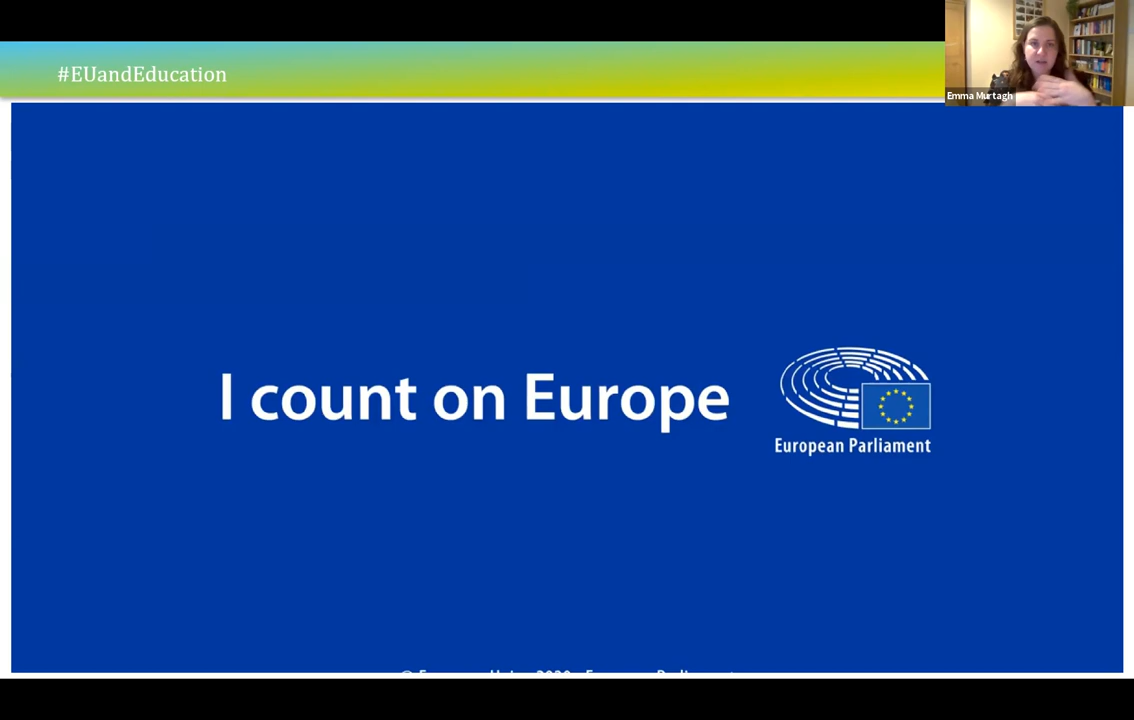 #EUandEducation
Emma Murtagh
I count on Europe
European Parliament